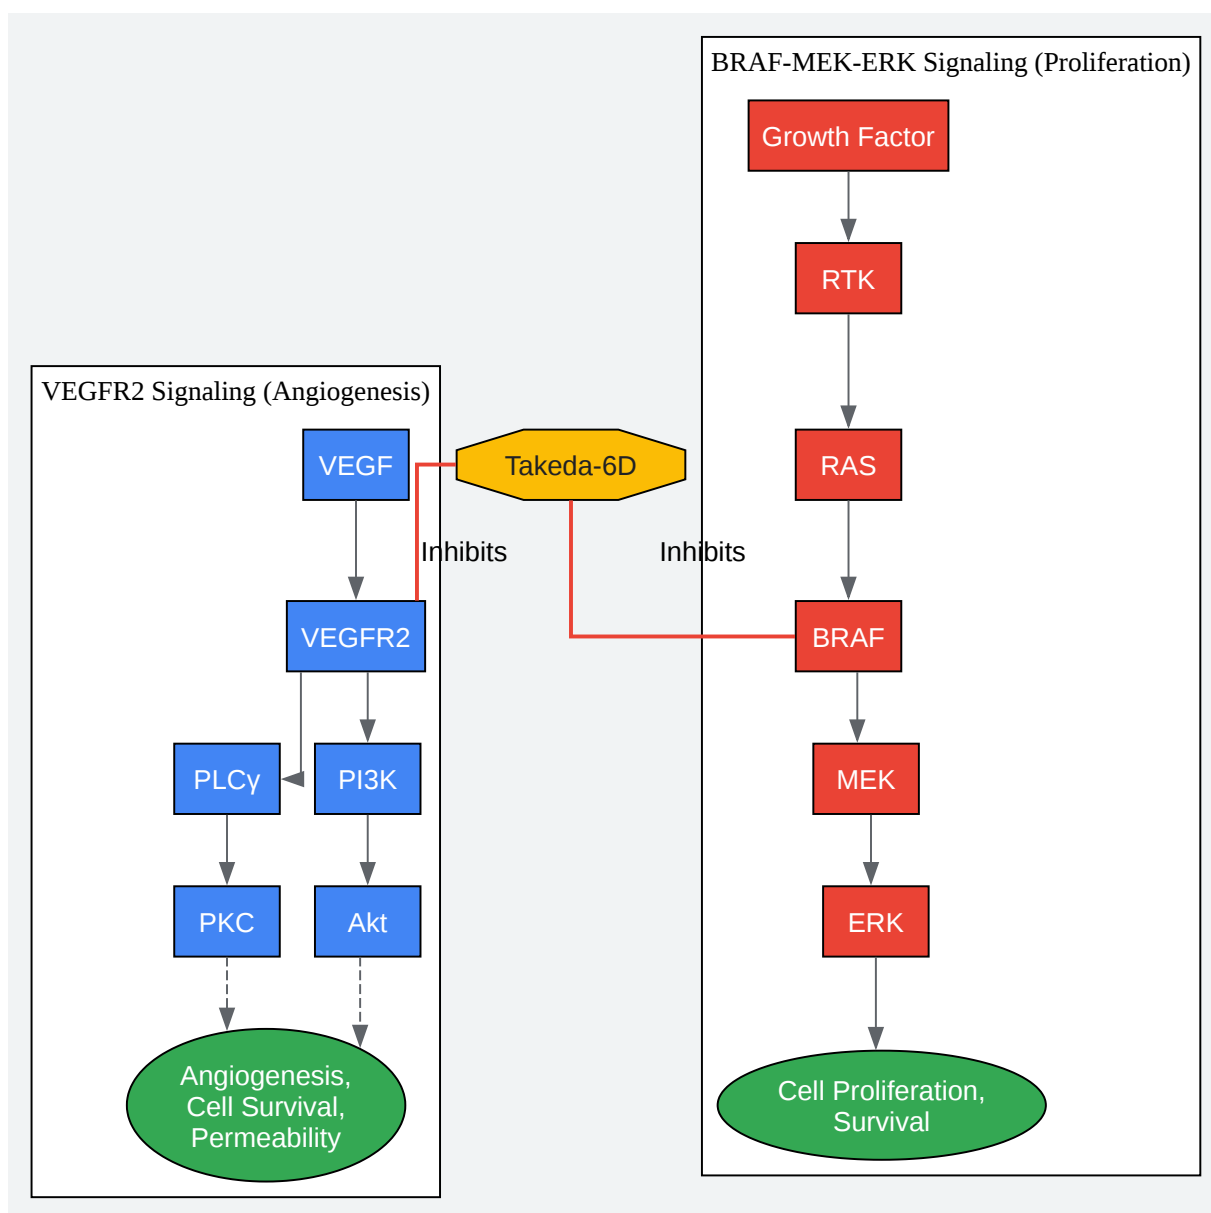 BRAF-MEK-ERK Signaling (Proliferation)
Growth Factor
RTK
RAS
BRAF
MEK
ERK
Cell Proliferation,
Survival
Takeda-6D
Inhibits
Inhibits
VEGFR2 Signaling (Angiogenesis)
VEGF
VEGFR2
PLCγ
PI3K
PKC
Akt
Angiogenesis,
Cell Survival,
Permeability